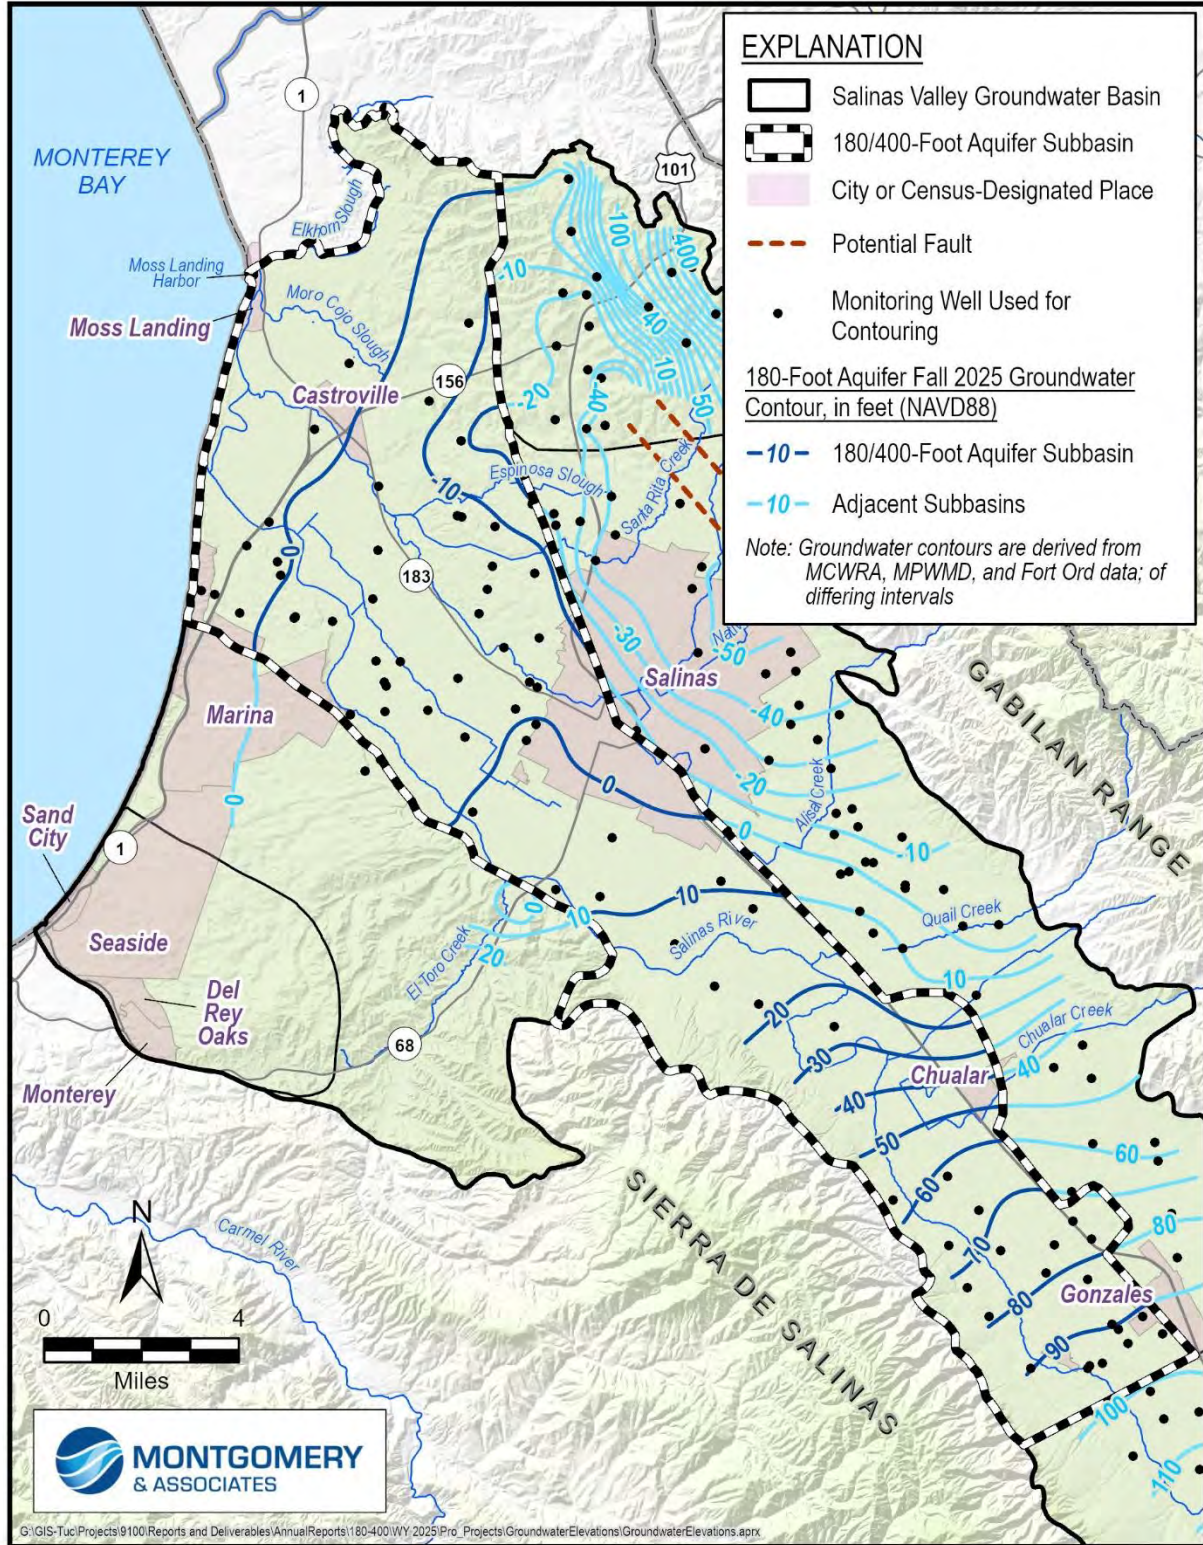 EXPLANATION
Salinas Valley Groundwater Basin
180/400-Foot Aquifer Subbasin
City or Census-Designated Place
Potential Fault
Monitoring Well Used for
Contouring
180-Foot Aquifer Fall 2025 Groundwater
Contour, in feet (NAVD88)
-10- 180/400-Foot Aquifer Subbasin
-10- Adjacent Subbasins
Note: Groundwater contours are derived from
MCWRA, MPWMD, and Fort Ord data; of
differing intervals
1
101
MONTEREY
BAY
Elkhorn Slough
-100
400
Moss Landing
Harbor
-10
Moro Cojo Slough
Moss Landing
40
156
-10
Castroville
-20
-40
50
-10
Espinosa Slough
Santa Rita Creek
0
183
-30
-50
Salinas
GABILAN RANGE
Marina
-40
0
-20
0
Alisal Creek
Sand
City
1
0
-10
10
Quail Creek
0
10
Salinas River
Seaside
20
El Toro Creek
10
Del
Rey
Oaks
20
Chualar Creek
68
30
40
Chualar
Monterey
40
50
60
60
SIERRA DE SALINAS
N
Carmel River
70
80
Gonzales
80
0
4
90
Miles
100
110
MONTGOMERY
& ASSOCIATES
G:\GIS-Tuc\Projects\9100\Reports and Deliverables\AnnualReports\180-400\WY 2025\Pro_Projects\GroundwaterElevations\GroundwaterElevations.aprx